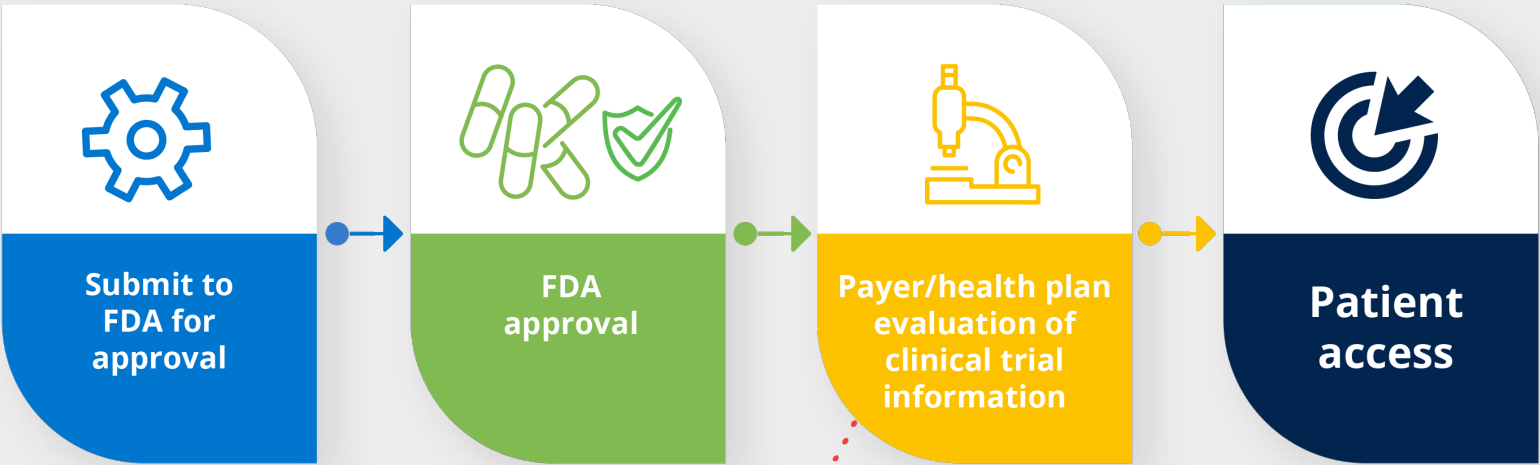 Submit to
FDA for
approval
FDA
approval
Payer/health plan
evaluation of
clinical trial
information
Patient
access